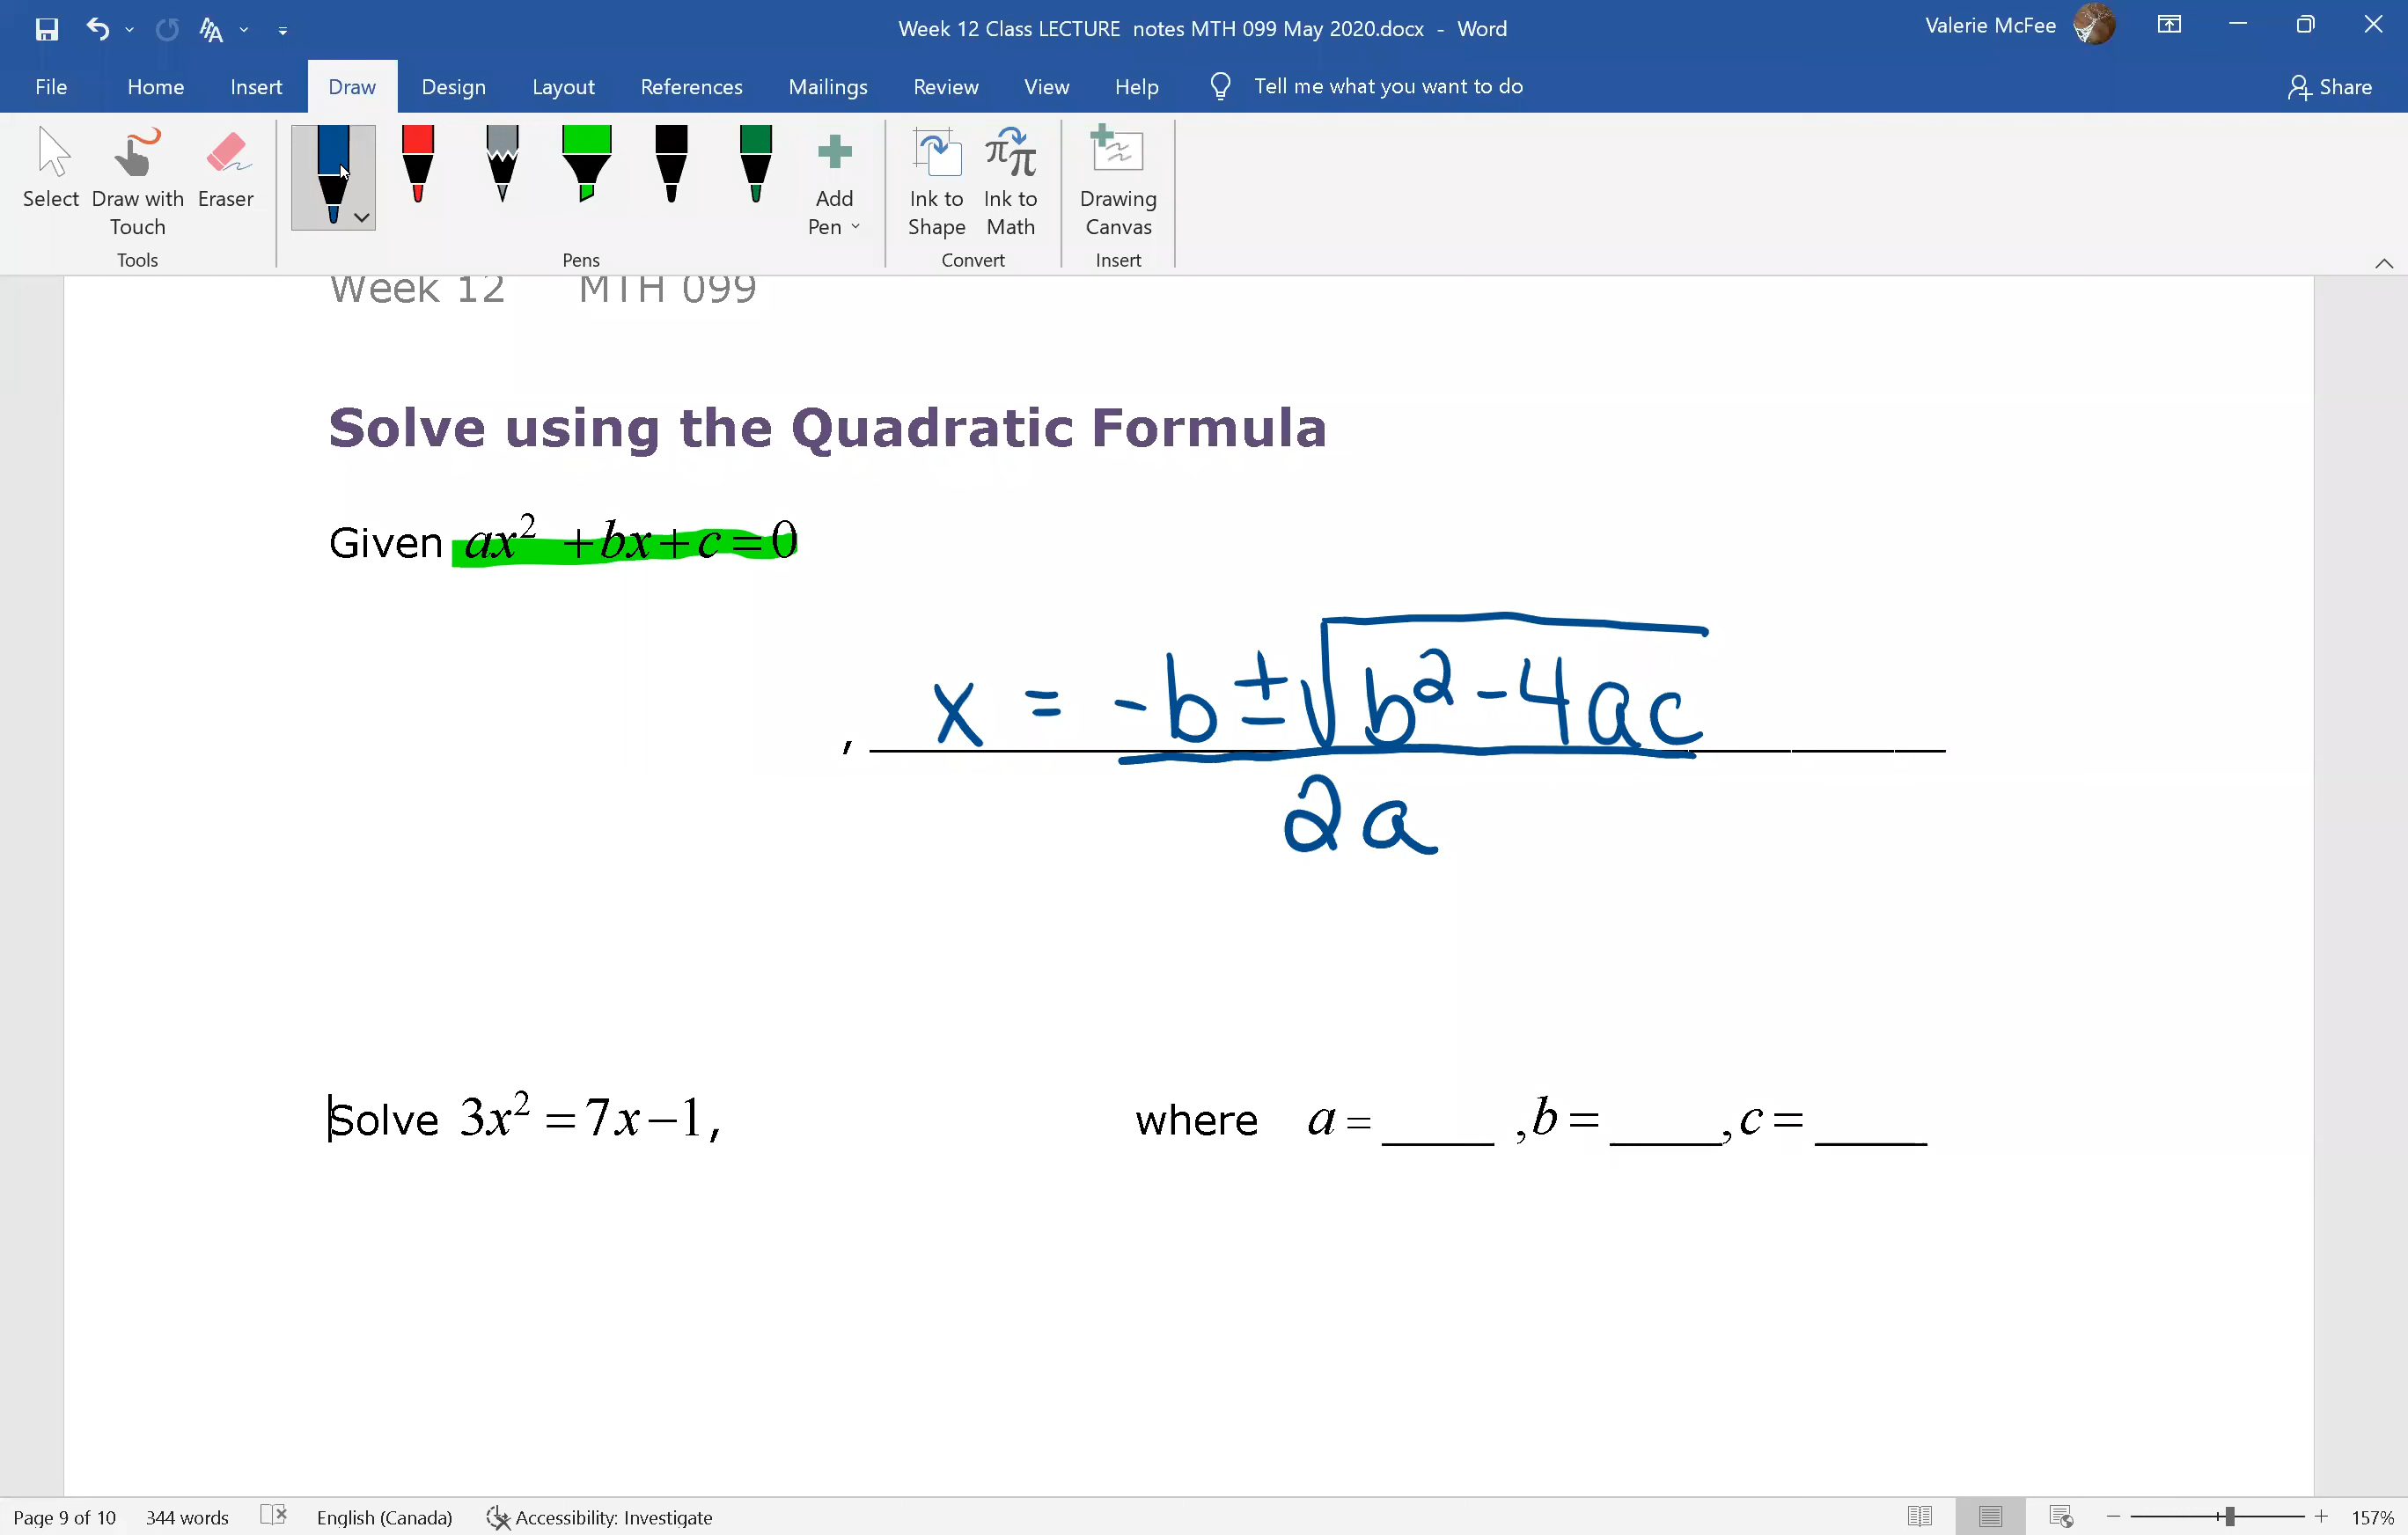 Week 12 Class LECTURE notes MTH 099 May 2020.docx - Word
Valerie McFee
File Home Insert Draw Design Layout References Mailings Review View Help Tell me what you want to do Share
Select Draw with Touch Eraser Add Pen Ink to Shape Ink to Math Drawing Canvas
Tools Pens Convert Insert
Week 12 MTH 099
Solve using the Quadratic Formula
Given ax² +bx+c=0
, x = -b±√b²-4ac
2a
Solve 3x²=7x−1, where a=____ ,b=____,c=____
Page 9 of 10 344 words English (Canada) Accessibility: Investigate 157%